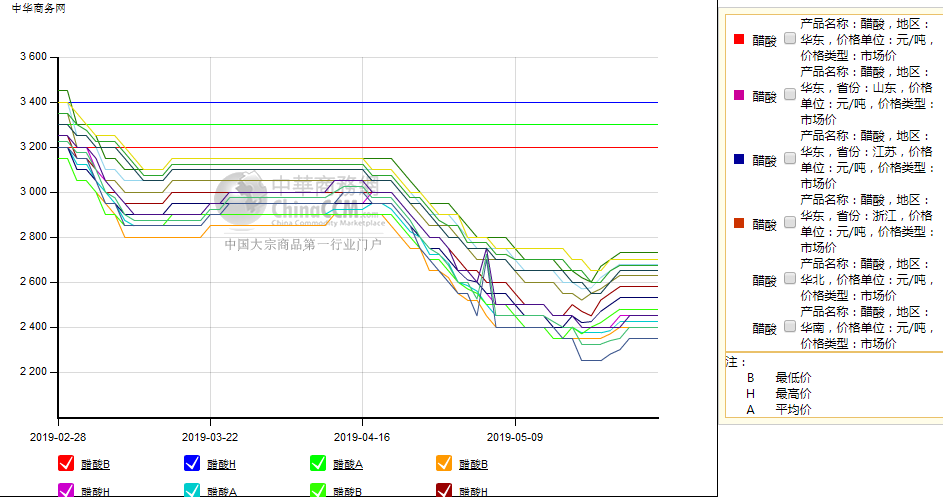 中华商务网
3 600
3 400
3 200
3 000
2 800
2 600
2 400
2 200
2019-02-28
2019-03-22
2019-04-16
2019-05-09
中華商務網
ChinaCCM.com
China Commodity Marketplace
中国大宗商品第一行业门户
醋酸B
醋酸H
醋酸A
醋酸B
醋酸H
醋酸A
醋酸B
醋酸H
醋酸
产品名称：醋酸，地区：
华东，价格单位：元/吨，
价格类型：市场价
醋酸
产品名称：醋酸，地区：
华东，省份：山东，价格
单位：元/吨，价格类型：
市场价
醋酸
产品名称：醋酸，地区：
华东，省份：江苏，价格
单位：元/吨，价格类型：
市场价
醋酸
产品名称：醋酸，地区：
华东，省份：浙江，价格
单位：元/吨，价格类型：
市场价
醋酸
产品名称：醋酸，地区：
华北，价格单位：元/吨，
价格类型：市场价
醋酸
产品名称：醋酸，地区：
华南，价格单位：元/吨，
价格类型：市场价
注：
B 最低价
H 最高价
A 平均价